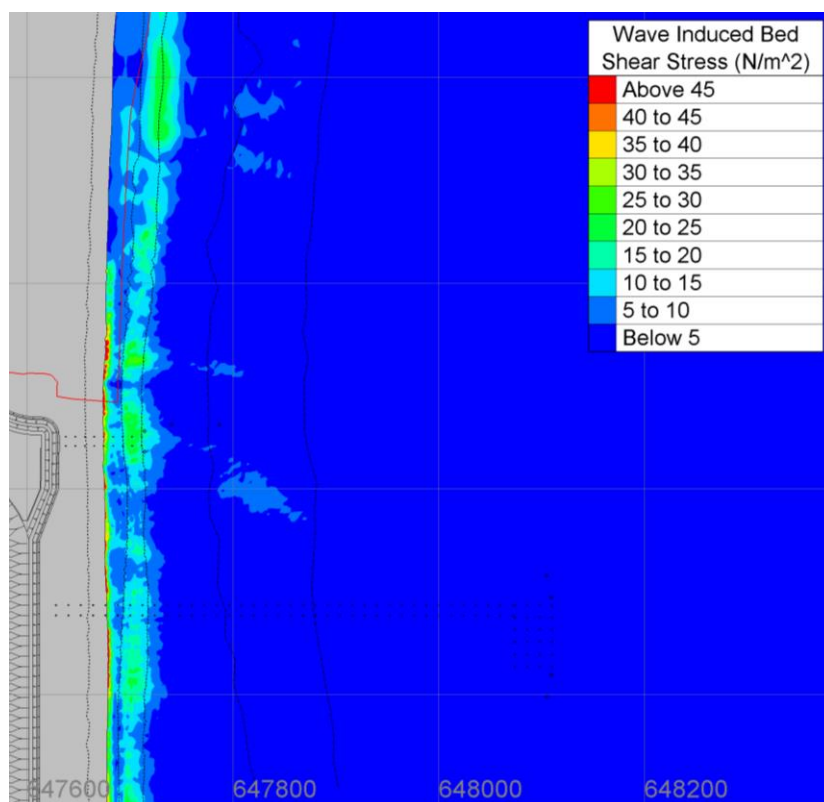 Wave Induced Bed
Shear Stress (N/m^2)
Above 45
40 to 45
35 to 40
30 to 35
25 to 30
20 to 25
15 to 20
10 to 15
5 to 10
Below 5
647600 647800 648000 648200